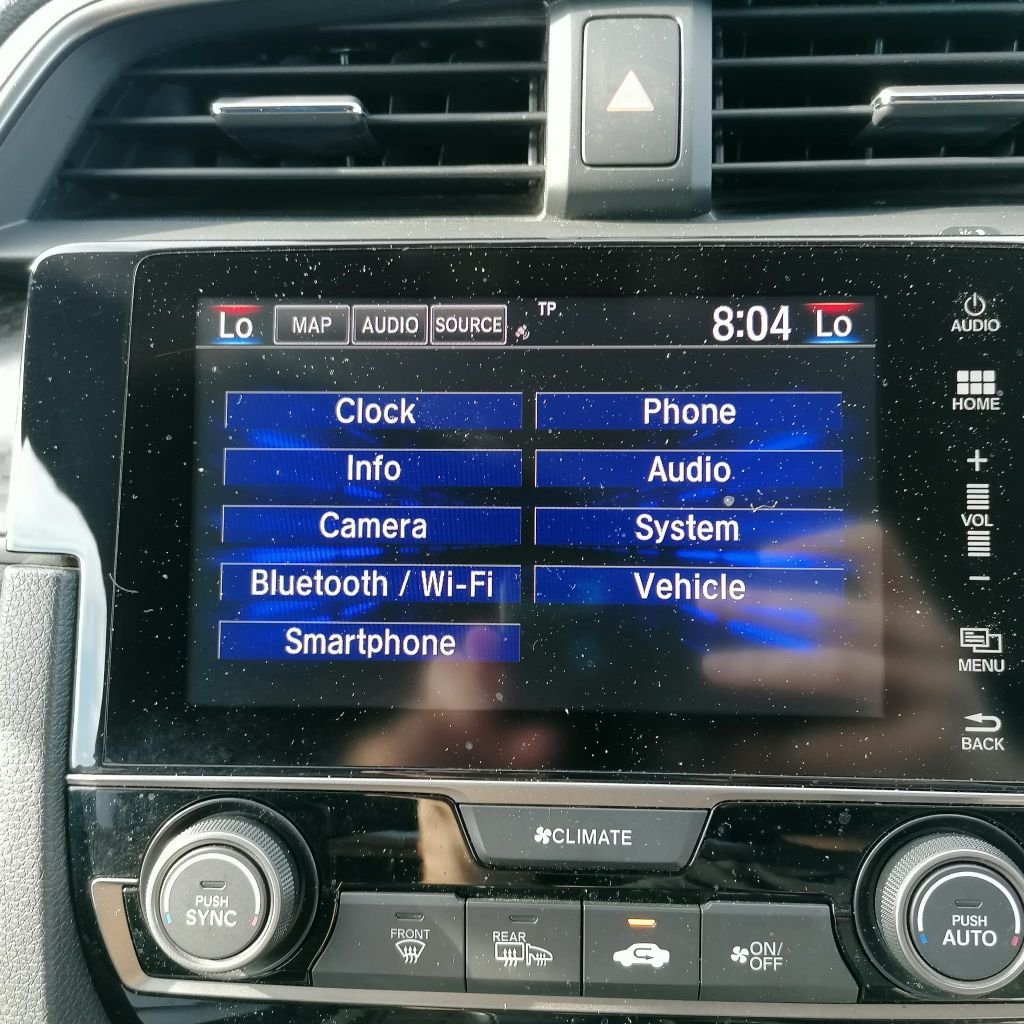 Lo MAP AUDIO SOURCE TP 8:04 Lo
AUDIO
HOME
Clock Phone
Info Audio
+
VOL
Camera System
-
Bluetooth / Wi-Fi Vehicle
Smartphone
MENU
BACK
CLIMATE
PUSH
SYNC
FRONT
REAR
ON/
OFF
PUSH
AUTO